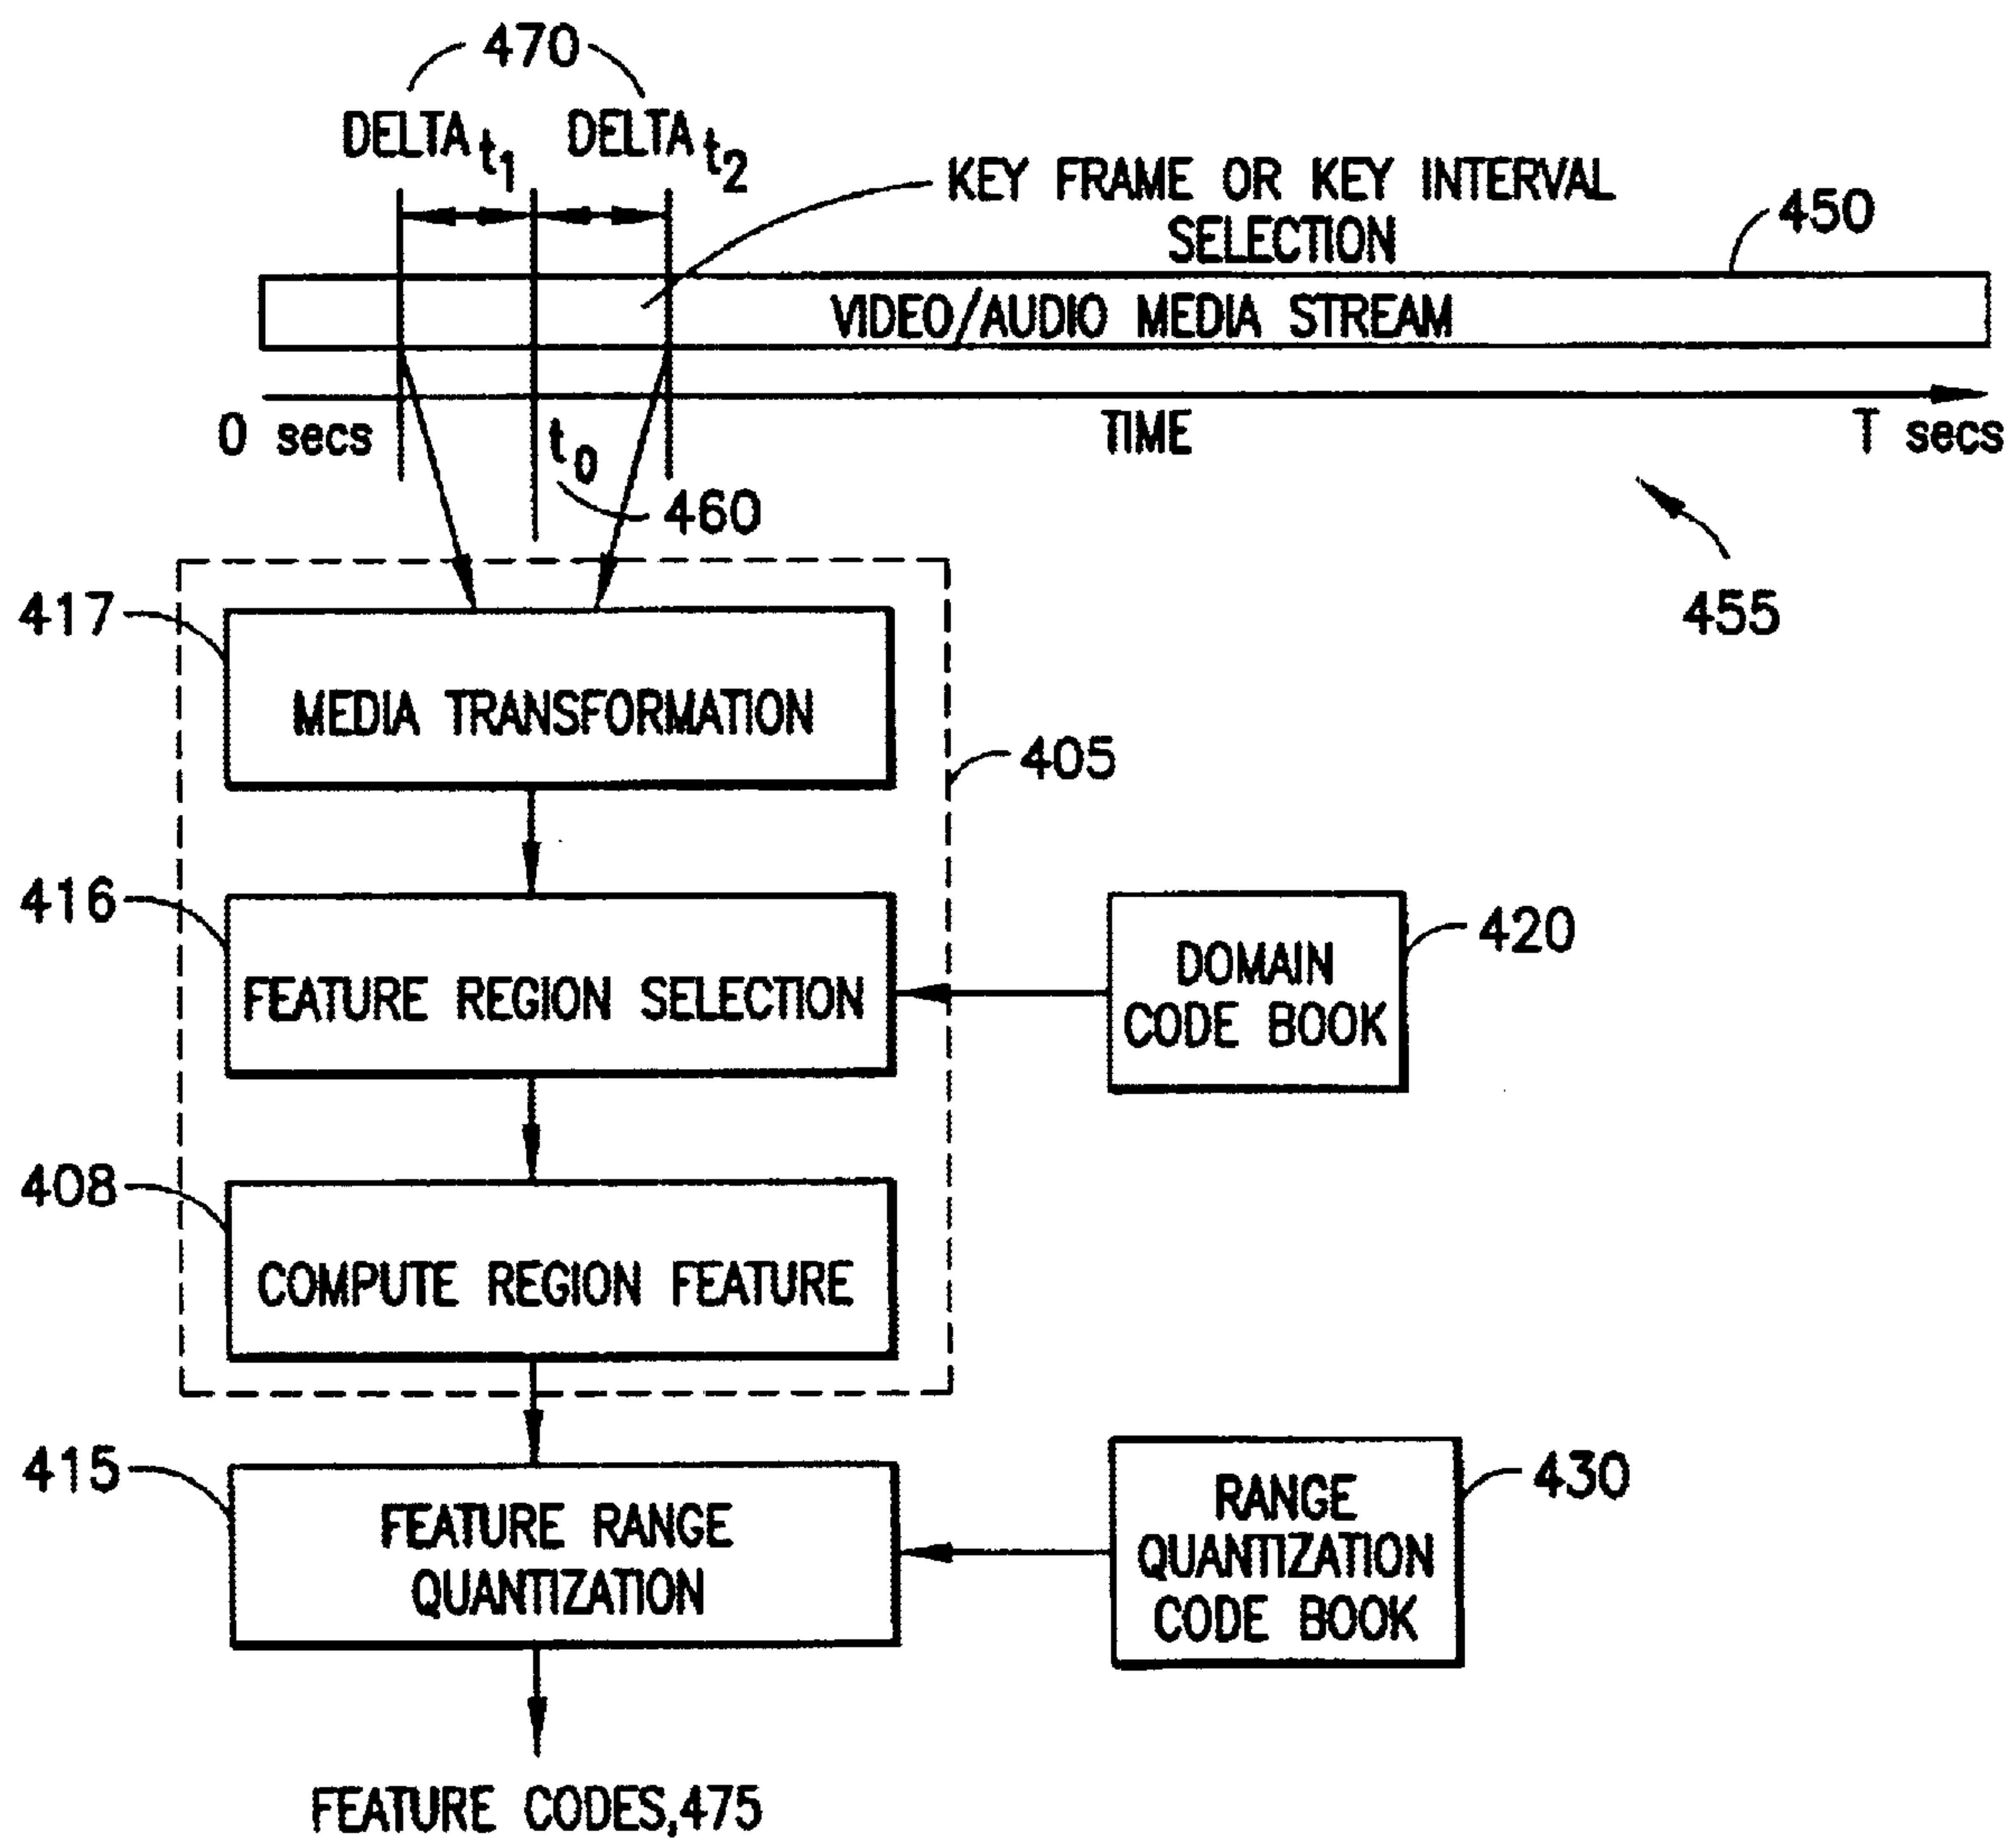 470
DELTA t1 DELTA t2
KEY FRAME OR KEY INTERVAL
SELECTION
450
VIDEO/AUDIO MEDIA STREAM
0 secs
t0
TIME
T secs
460
455
417
MEDIA TRANSFORMATION
405
416
FEATURE REGION SELECTION
DOMAIN
CODE BOOK
420
408
COMPUTE REGION FEATURE
415
FEATURE RANGE
QUANTIZATION
RANGE
QUANTIZATION
CODE BOOK
430
FEATURE CODES,475